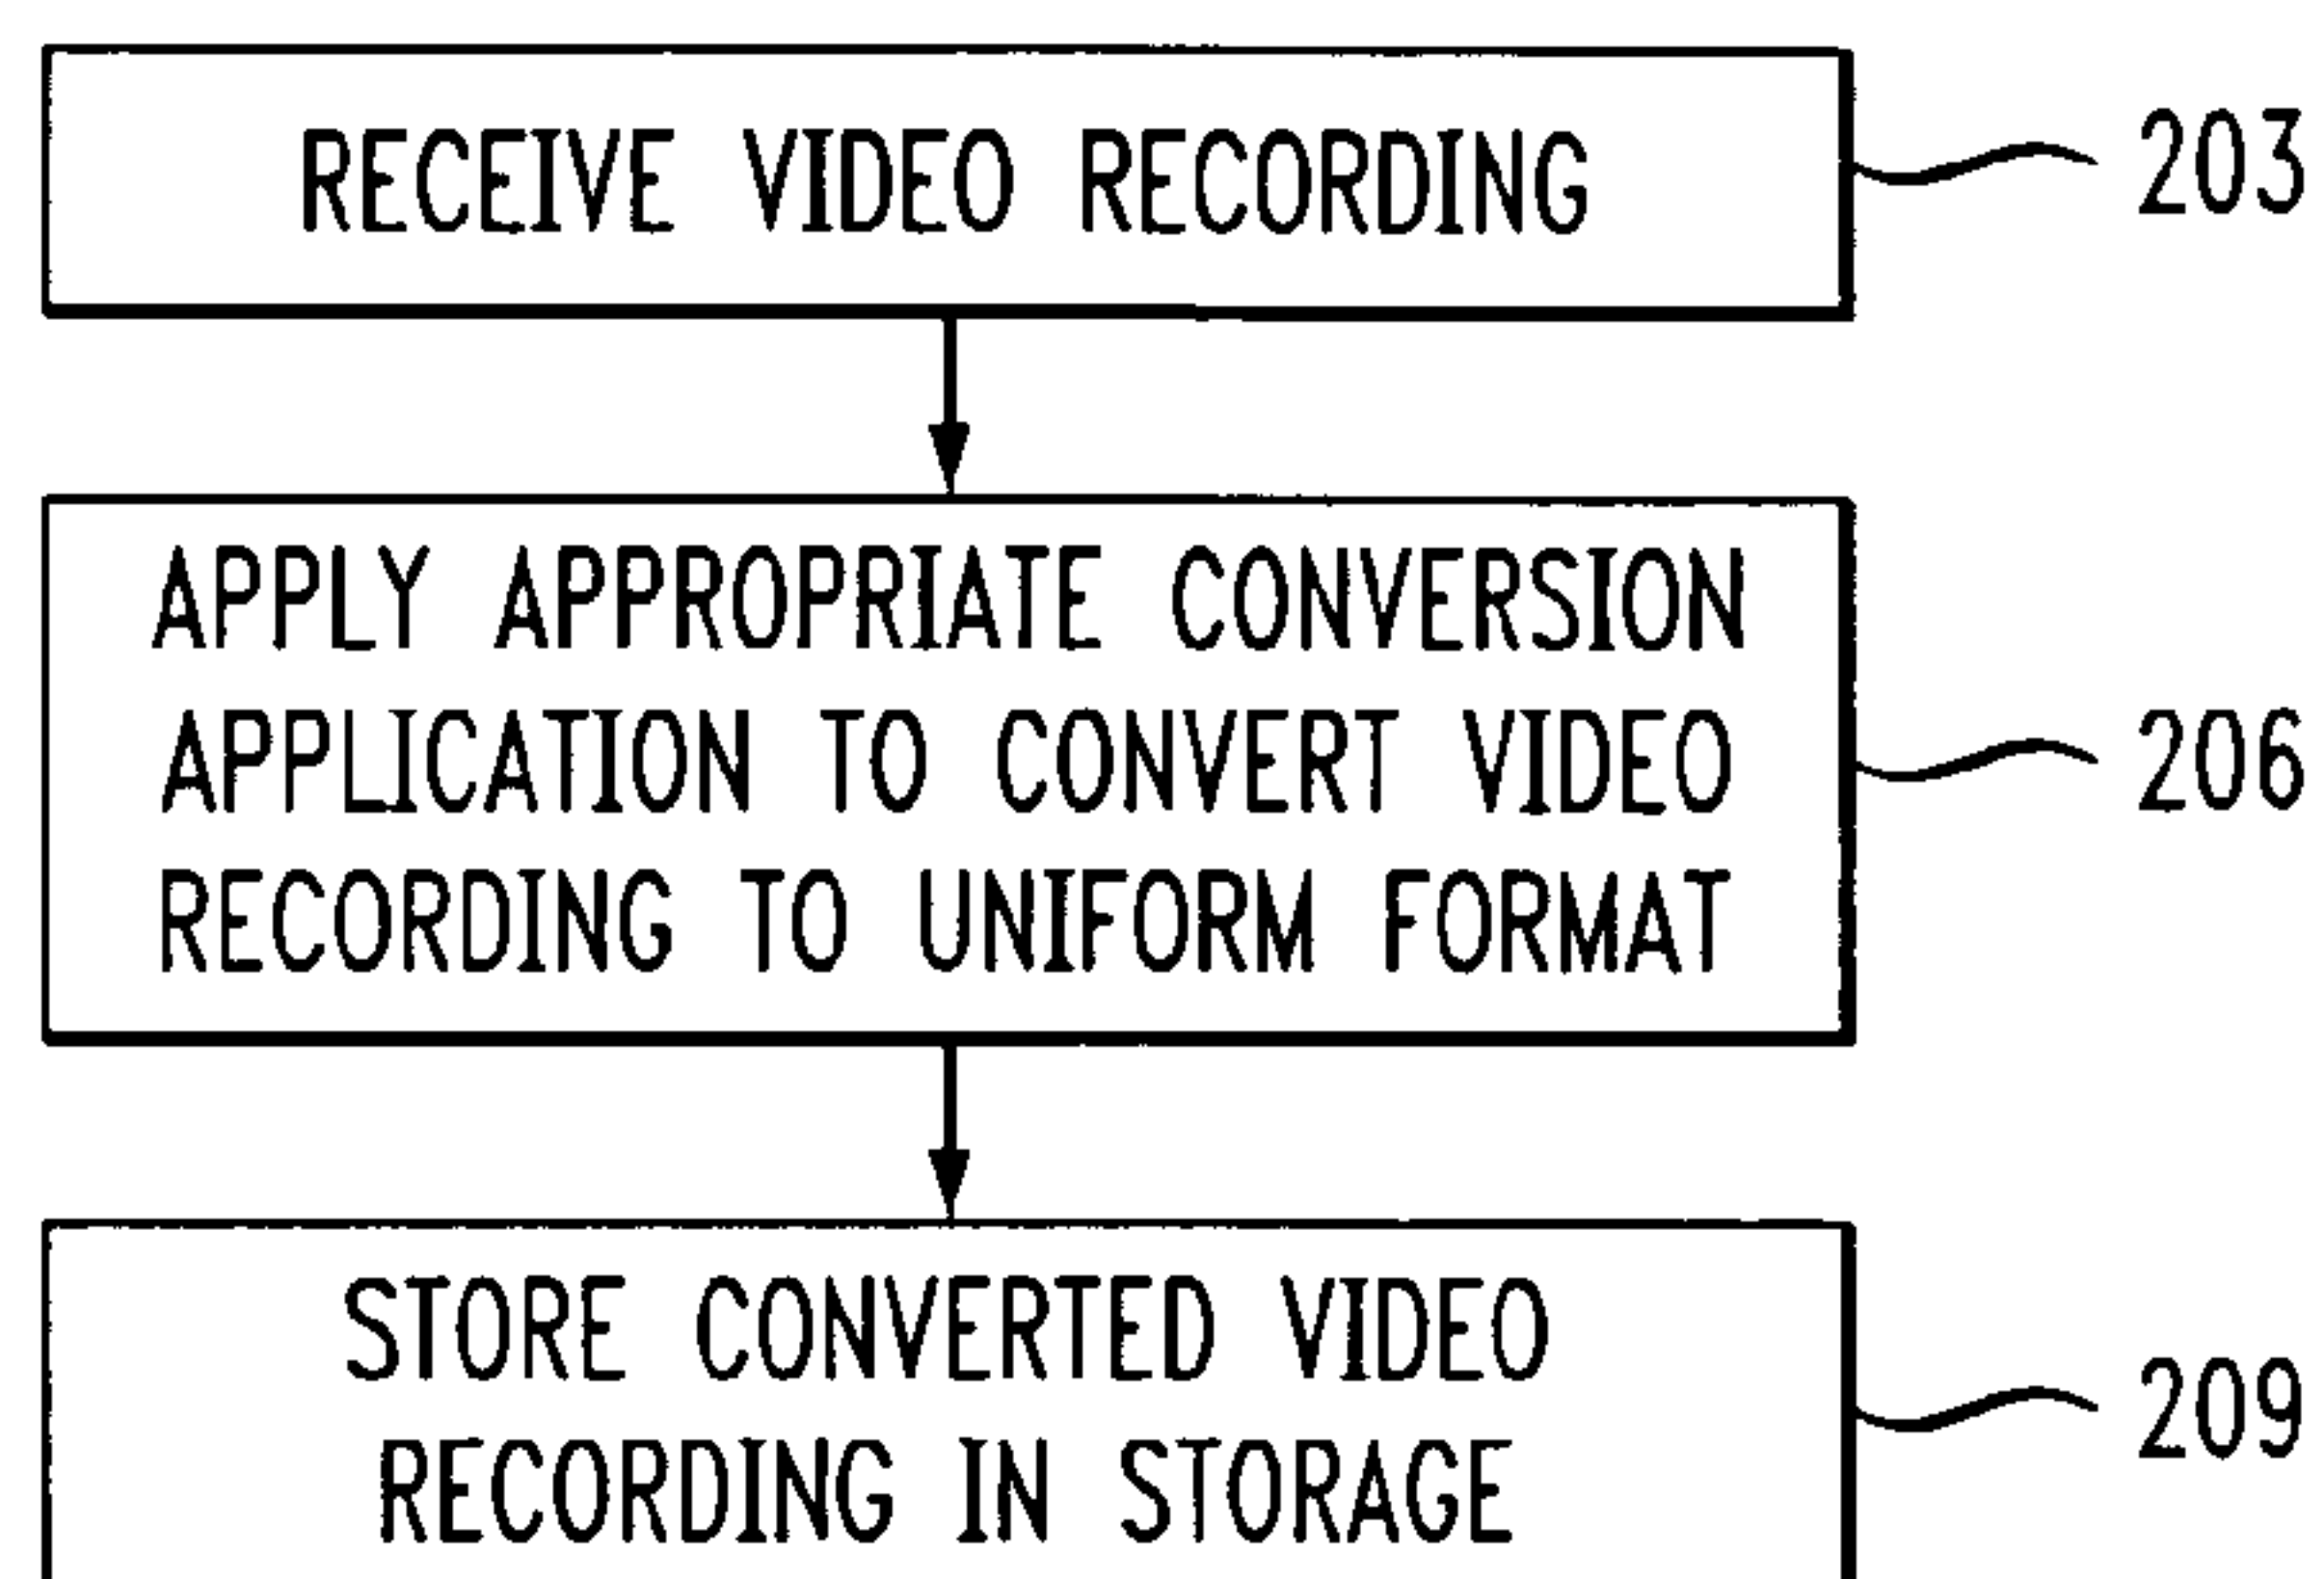 RECEIVE VIDEO RECORDING
203
APPLY APPROPRIATE CONVERSION
APPLICATION TO CONVERT VIDEO
206
RECORDING TO UNIFORM FORMAT
STORE CONVERTED VIDEO
209
RECORDING IN STORAGE